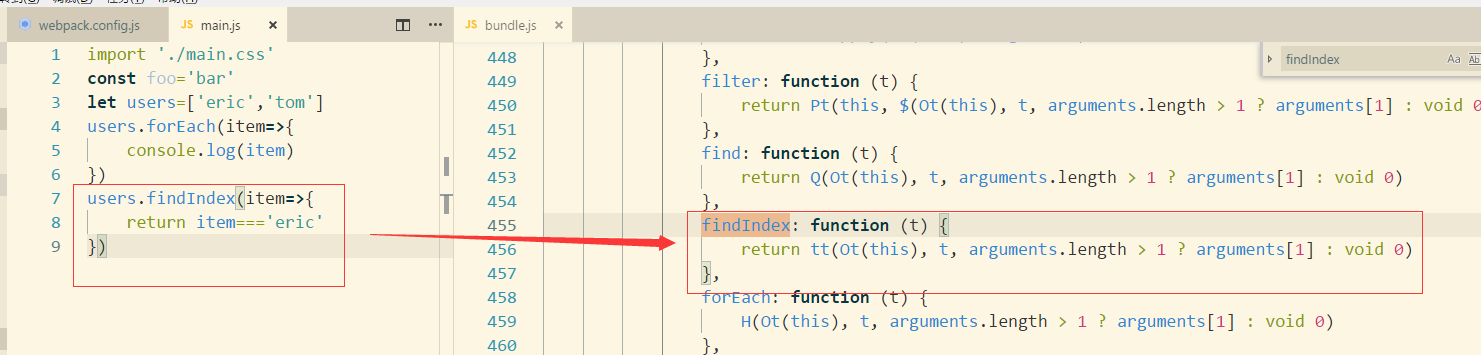 webpack.config.js
JS main.js ×
JS bundle.js ×
findIndex Aa Ab
1 import './main.css'
2 const foo='bar'
3 let users=['eric','tom']
4 users.forEach(item=>{
5 console.log(item)
6 })
7 users.findIndex(item=>{
8 return item==='eric'
9 })
448 },
449 filter: function (t) {
450 return Pt(this, $(Ot(this), t, arguments.length > 1 ? arguments[1] : void 0
451 },
452 find: function (t) {
453 return Q(Ot(this), t, arguments.length > 1 ? arguments[1] : void 0)
454 },
455 findIndex: function (t) {
456 return tt(Ot(this), t, arguments.length > 1 ? arguments[1] : void 0)
457 },
458 forEach: function (t) {
459 H(Ot(this), t, arguments.length > 1 ? arguments[1] : void 0)
460 },